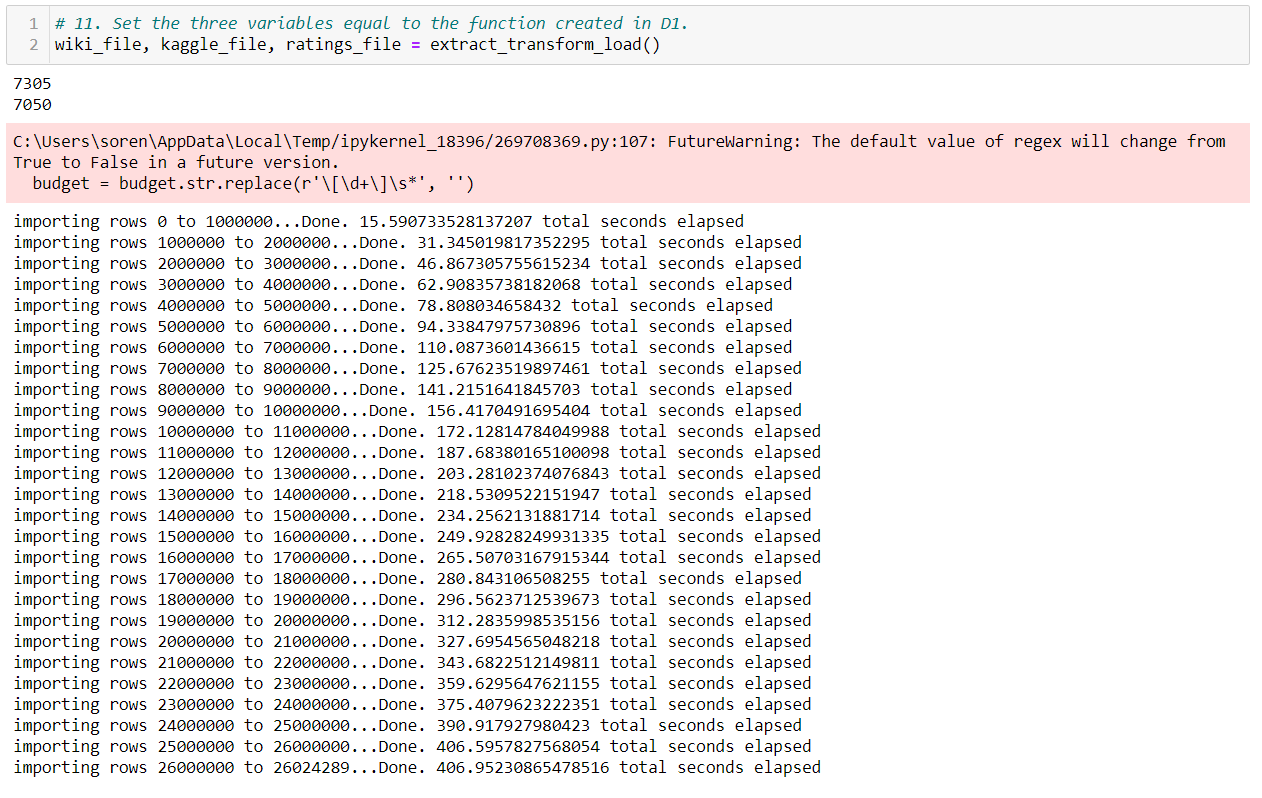 1 # 11. Set the three variables equal to the function created in D1.
2 wiki_file, kaggle_file, ratings_file = extract_transform_load()
7305
7050
C:\Users\soren\AppData\Local\Temp/ipykernel_18396/269708369.py:107: FutureWarning: The default value of regex will change from
True to False in a future version.
  budget = budget.str.replace(r'\[\d+\]\s*', '')
importing rows 0 to 1000000...Done. 15.590733528137207 total seconds elapsed
importing rows 1000000 to 2000000...Done. 31.345019817352295 total seconds elapsed
importing rows 2000000 to 3000000...Done. 46.867305755615234 total seconds elapsed
importing rows 3000000 to 4000000...Done. 62.90835738182068 total seconds elapsed
importing rows 4000000 to 5000000...Done. 78.808034658432 total seconds elapsed
importing rows 5000000 to 6000000...Done. 94.33847975730896 total seconds elapsed
importing rows 6000000 to 7000000...Done. 110.0873601436615 total seconds elapsed
importing rows 7000000 to 8000000...Done. 125.67623519897461 total seconds elapsed
importing rows 8000000 to 9000000...Done. 141.2151641845703 total seconds elapsed
importing rows 9000000 to 10000000...Done. 156.4170491695404 total seconds elapsed
importing rows 10000000 to 11000000...Done. 172.12814784049988 total seconds elapsed
importing rows 11000000 to 12000000...Done. 187.68380165100098 total seconds elapsed
importing rows 12000000 to 13000000...Done. 203.28102374076843 total seconds elapsed
importing rows 13000000 to 14000000...Done. 218.5309522151947 total seconds elapsed
importing rows 14000000 to 15000000...Done. 234.2562131881714 total seconds elapsed
importing rows 15000000 to 16000000...Done. 249.92828249931335 total seconds elapsed
importing rows 16000000 to 17000000...Done. 265.50703167915344 total seconds elapsed
importing rows 17000000 to 18000000...Done. 280.843106508255 total seconds elapsed
importing rows 18000000 to 19000000...Done. 296.5623712539673 total seconds elapsed
importing rows 19000000 to 20000000...Done. 312.2835998535156 total seconds elapsed
importing rows 20000000 to 21000000...Done. 327.6954565048218 total seconds elapsed
importing rows 21000000 to 22000000...Done. 343.6822512149811 total seconds elapsed
importing rows 22000000 to 23000000...Done. 359.6295647621155 total seconds elapsed
importing rows 23000000 to 24000000...Done. 375.4079623222351 total seconds elapsed
importing rows 24000000 to 25000000...Done. 390.917927980423 total seconds elapsed
importing rows 25000000 to 26000000...Done. 406.5957827568054 total seconds elapsed
importing rows 26000000 to 26024289...Done. 406.95230865478516 total seconds elapsed